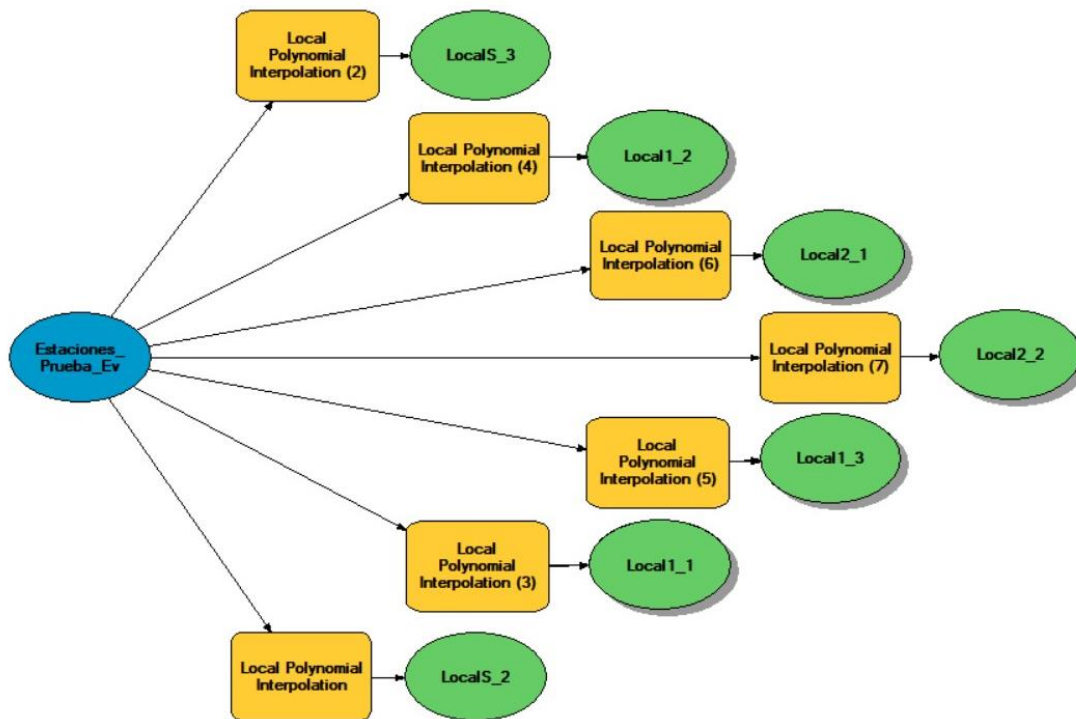 Local
Polynomial
Interpolation (2)
LocalS_3
Local Polynomial
Interpolation
(4)
Local1_2
Local Polynomial
Interpolation (6)
Local2_1
Estaciones_
Prueba_Ev
Local Polynomial
Interpolation (7)
Local2_2
Local
Polynomial
Interpolation (5)
Local1_3
Local
Polynomial
Interpolation (3)
Local1_1
Local Polynomial
Interpolation
LocalS_2